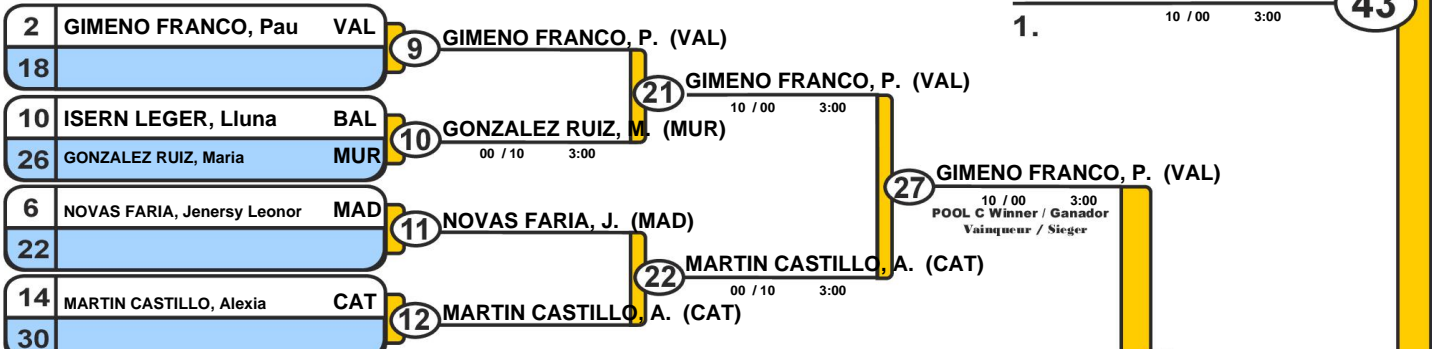 2 GIMENO FRANCO, Pau VAL
18
9 GIMENO FRANCO, P. (VAL)
10 ISERN LEGER, Lluna BAL
26 GONZALEZ RUIZ, Maria MUR
10 GONZALEZ RUIZ, M. (MUR)
00 / 10 3:00
21 GIMENO FRANCO, P. (VAL)
10 / 00 3:00
6 NOVAS FARIA, Jenersy Leonor MAD
22
11 NOVAS FARIA, J. (MAD)
14 MARTIN CASTILLO, Alexia CAT
30
12 MARTIN CASTILLO, A. (CAT)
22 MARTIN CASTILLO, A. (CAT)
00 / 10 3:00
27 GIMENO FRANCO, P. (VAL)
10 / 00 3:00
POOL C Winner / Ganador
Vainqueur / Sieger
10 / 00 3:00
1.
43